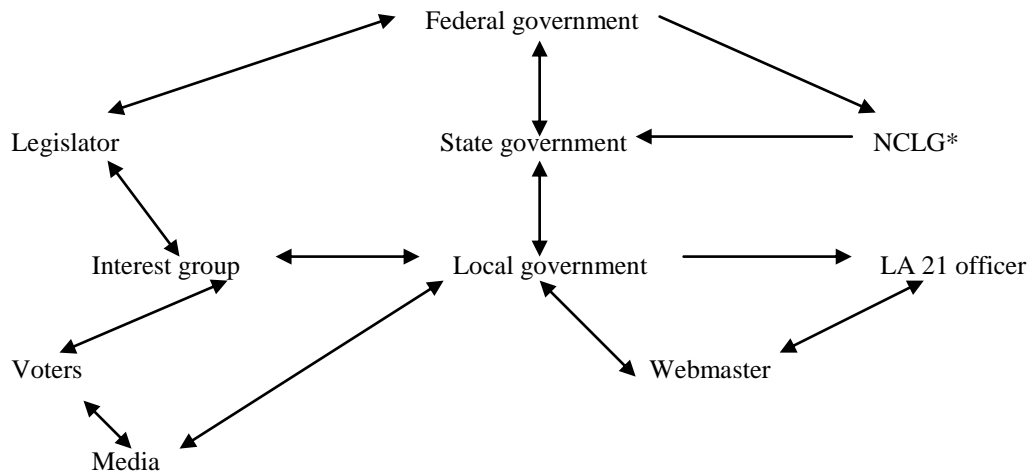 Federal government
Legislator
State government
NCLG*
Interest group
Local government
LA 21 officer
Voters
Webmaster
Media